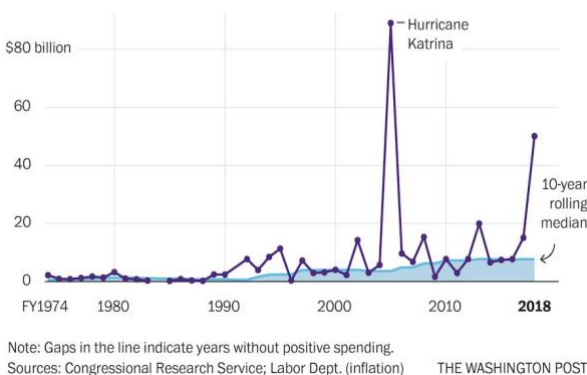 Hurricane
Katrina
$80 billion
60
40
10-year
rolling
median
20
0
FY1974 1980 1990 2000 2010 2018
Note: Gaps in the line indicate years without positive spending.
Sources: Congressional Research Service; Labor Dept. (inflation) THE WASHINGTON POST